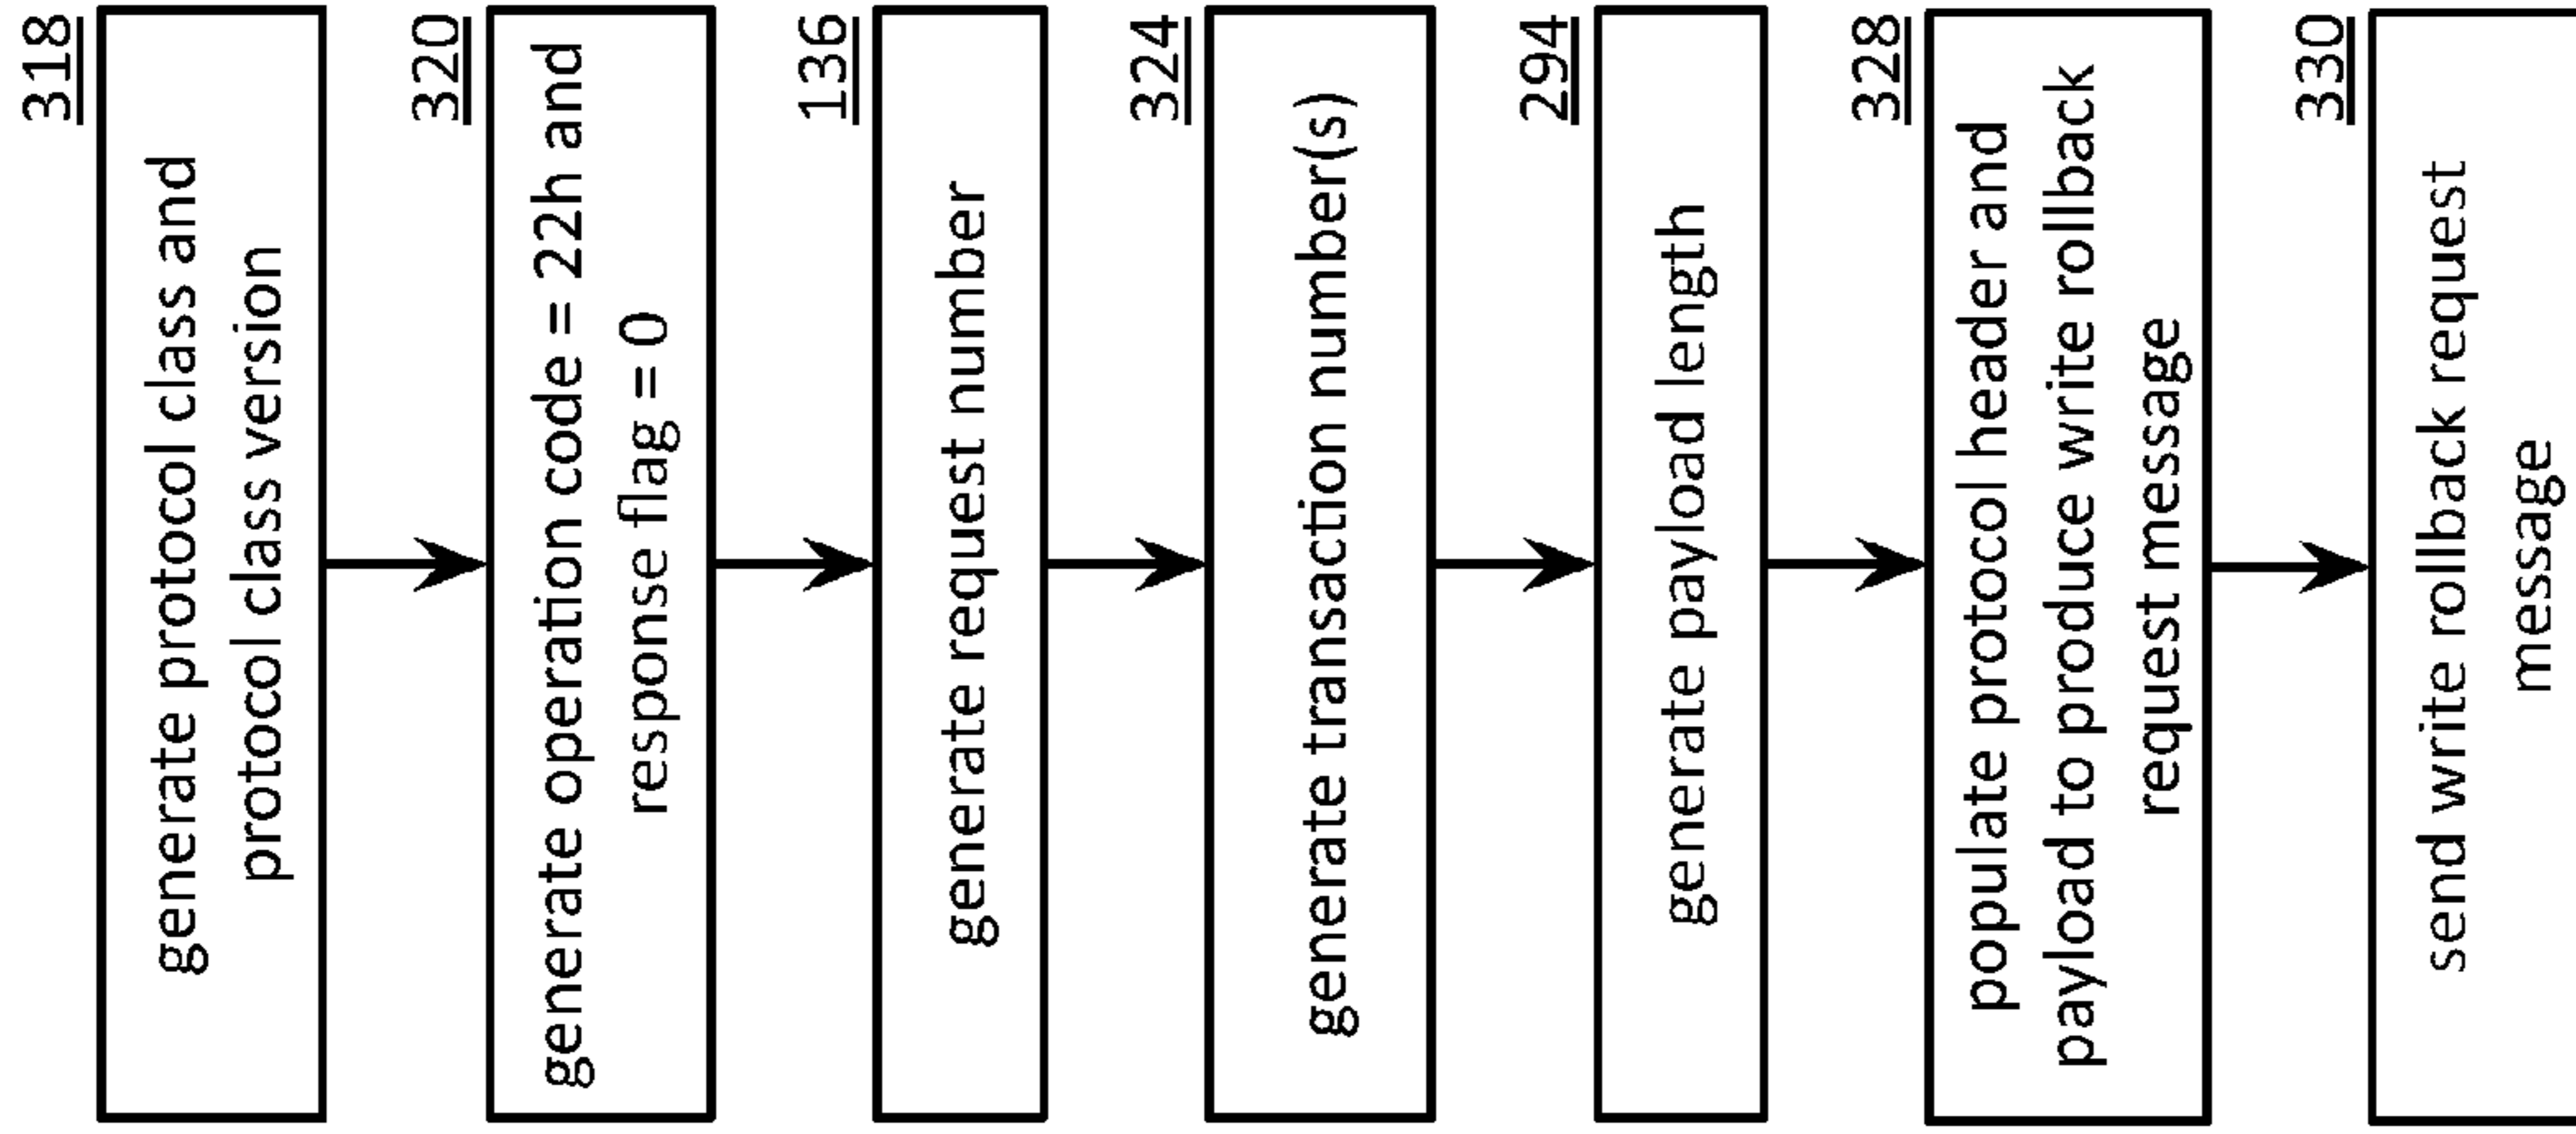 318
generate protocol class and
protocol class version
320
generate operation code = 22h and
response flag = 0
136
generate request number
324
generate transaction number(s)
294
generate payload length
328
populate protocol header and
payload to produce write rollback
request message
330
send write rollback request
message